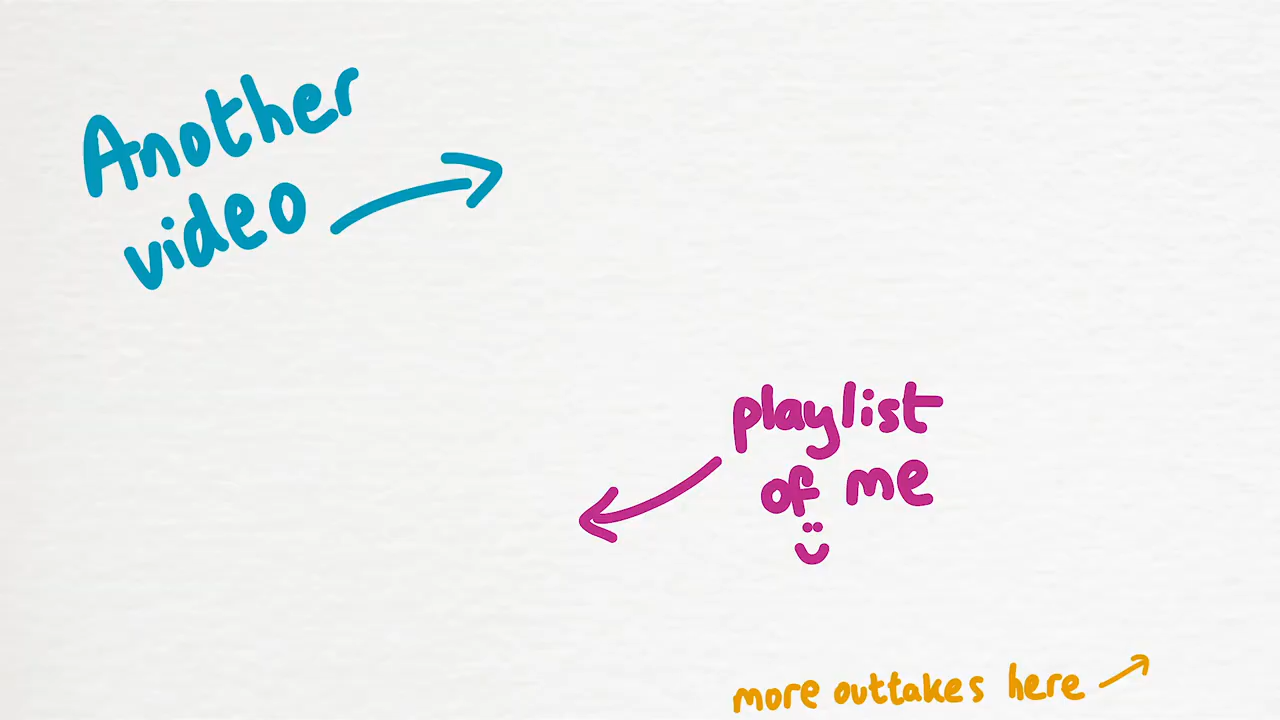 Another
video
playlist
of me
more outtakes here